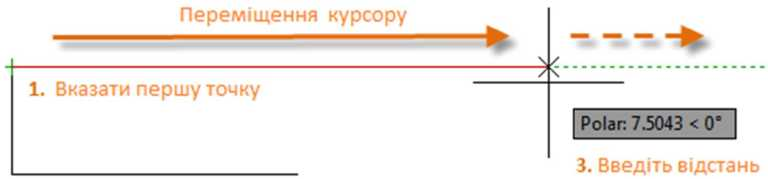 Переміщення курсору
1. Вказати першу точку
Polar: 7.5043 < 0°
3. Введіть відстань